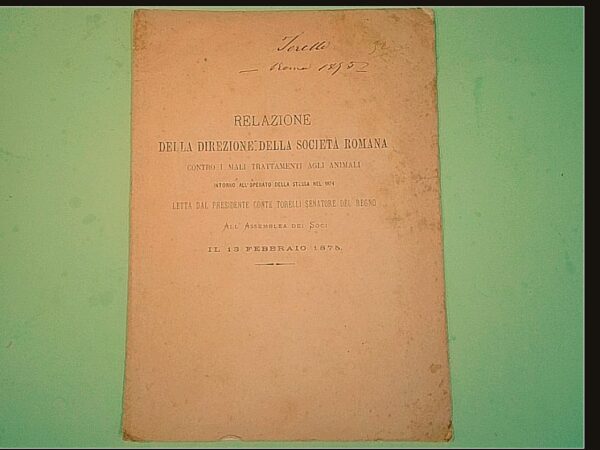 Torelli
— Roma 1875
RELAZIONE
DELLA DIREZIONE DELLA SOCIETÀ ROMANA
CONTRO I MALI TRATTAMENTI AGLI ANIMALI
INTORNO ALL'OPERATO DELLA STESSA NEL 1874
LETTA DAL PRESIDENTE CONTE TORELLI SENATORE DEL REGNO
ALL'ASSEMBLEA DEI SOCI
IL 13 FEBBRAIO 1875.